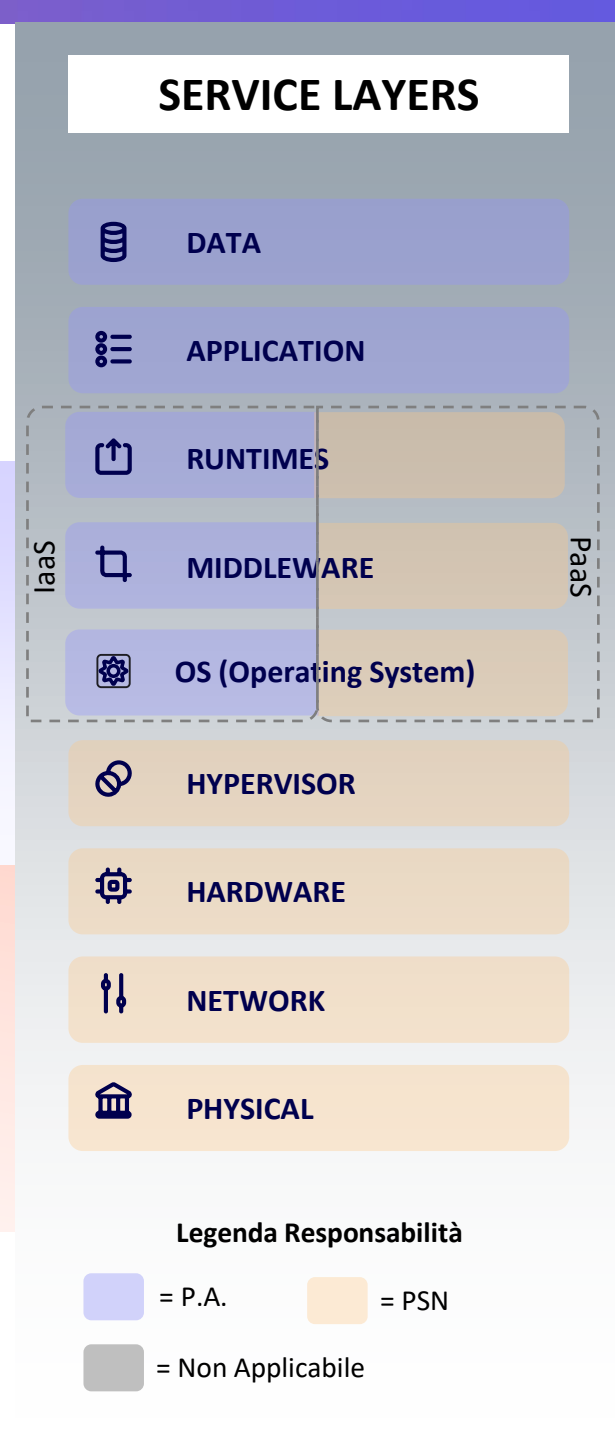 SERVICE LAYERS
DATA
APPLICATION
RUNTIMES
IaaS
MIDDLEWARE
PaaS
OS (Operating System)
HYPERVISOR
HARDWARE
NETWORK
PHYSICAL
Legenda Responsabilità
= P.A.
= PSN
= Non Applicabile